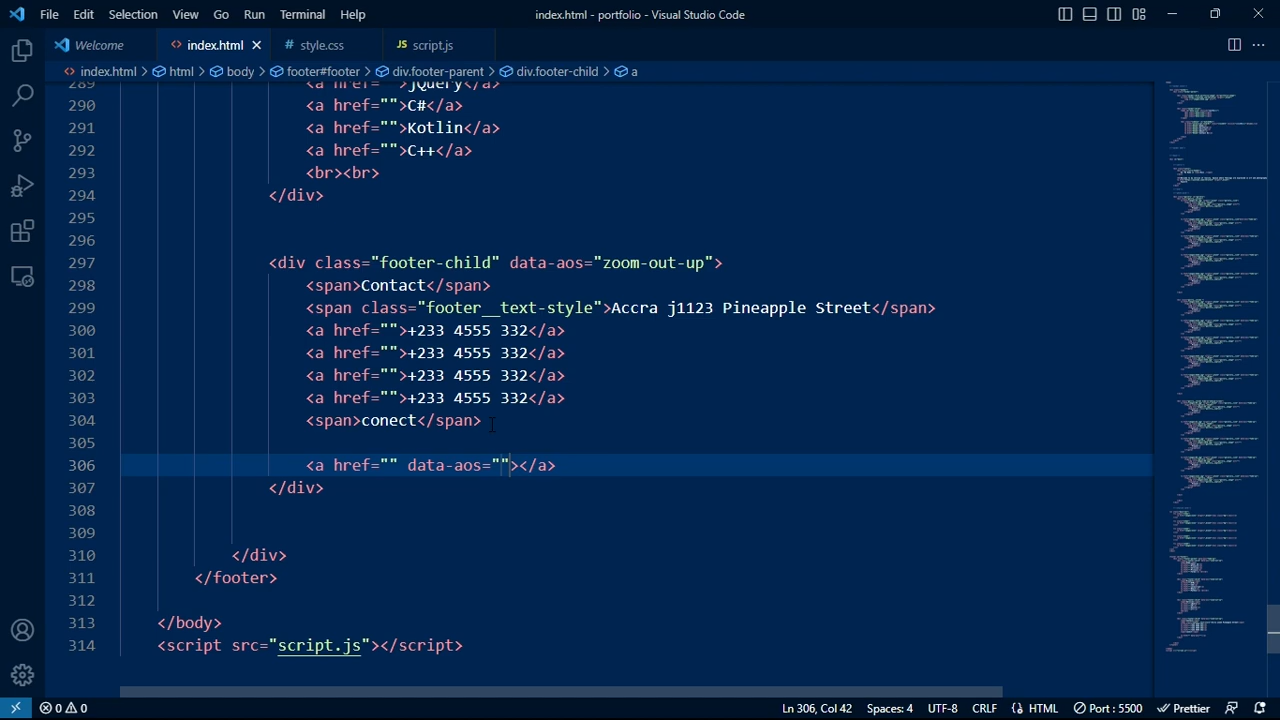 File Edit Selection View Go Run Terminal Help index.html - portfolio - Visual Studio Code
Welcome index.html style.css script.js
index.html > html > body > footer#footer > div.footer-parent > div.footer-child > a
289 <a href="">jQuery</a>
290 <a href="">C#</a>
291 <a href="">Kotlin</a>
292 <a href="">C++</a>
293 <br><br>
294 </div>
295
296
297 <div class="footer-child" data-aos="zoom-out-up">
298 <span>Contact</span>
299 <span class="footer__text-style">Accra j1123 Pineapple Street</span>
300 <a href="">+233 4555 332</a>
301 <a href="">+233 4555 332</a>
302 <a href="">+233 4555 332</a>
303 <a href="">+233 4555 332</a>
304 <span>conect</span>
305
306 <a href="" data-aos=""></a>
307 </div>
308
309
310 </div>
311 </footer>
312
313 </body>
314 <script src="script.js"></script>
0 0 Ln 306, Col 42 Spaces: 4 UTF-8 CRLF HTML Port : 5500 Prettier